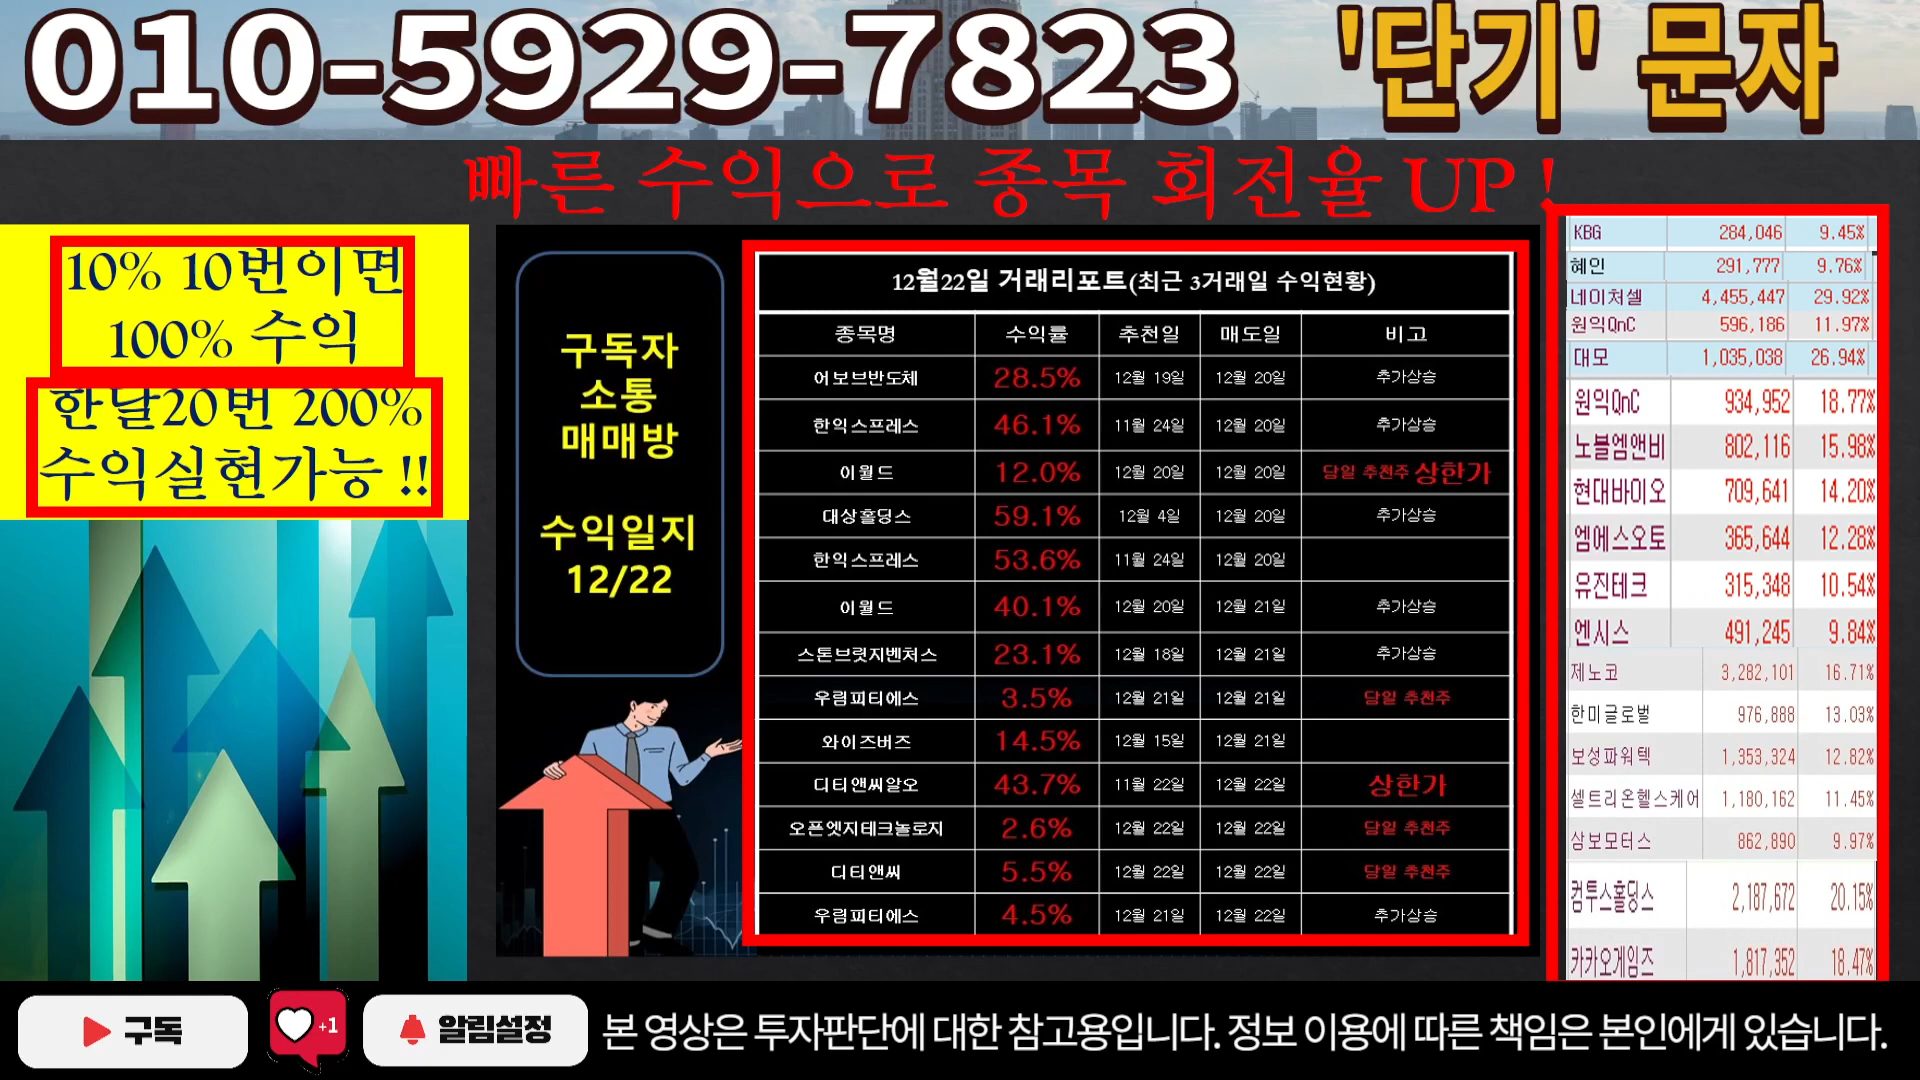 010-5929-7823 '단기' 문자
빠른 수익으로 종목 회전율 UP !
10% 10번이면
100% 수익
한달20번 200%
수익실현가능 !!
구독자
소통
매매방
수익일지
12/22
12월22일 거래리포트(최근 3거래일 수익현황)
종목명 수익률 추천일 매도일 비고
어보브반도체 28.5% 12월 19일 12월 20일 추가상승
한익스프레스 46.1% 11월 24일 12월 20일 추가상승
이월드 12.0% 12월 20일 12월 20일 당일 추천주 상한가
대상홀딩스 59.1% 12월 4일 12월 20일 추가상승
한익스프레스 53.6% 11월 24일 12월 20일
이월드 40.1% 12월 20일 12월 21일 추가상승
스톤브릿지벤처스 23.1% 12월 18일 12월 21일 추가상승
우림피티에스 3.5% 12월 21일 12월 21일 당일 추천주
와이즈버즈 14.5% 12월 15일 12월 21일
디티앤씨알오 43.7% 11월 22일 12월 22일 상한가
오픈엣지테크놀로지 2.6% 12월 22일 12월 22일 당일 추천주
디티앤씨 5.5% 12월 22일 12월 22일 당일 추천주
우림피티에스 4.5% 12월 21일 12월 22일 추가상승
KBG 284,046 9.45%
혜인 291,777 9.76%
네이처셀 4,455,447 29.92%
원익QnC 596,186 11.97%
대모 1,035,038 26.94%
원익QnC 934,952 18.77%
노블엠앤비 802,116 15.98%
현대바이오 709,641 14.20%
엠에스오토 365,644 12.28%
유진테크 315,348 10.54%
엔시스 491,245 9.84%
제노코 3,282,101 16.71%
한미글로벌 976,888 13.03%
보성파워텍 1,353,324 12.82%
셀트리온헬스케어 1,180,162 11.45%
상보모터스 862,890 9.97%
컴투스홀딩스 2,187,672 20.15%
카카오게임즈 1,817,352 18.47%
구독 +1 알림설정 본 영상은 투자판단에 대한 참고용입니다. 정보 이용에 따른 책임은 본인에게 있습니다.